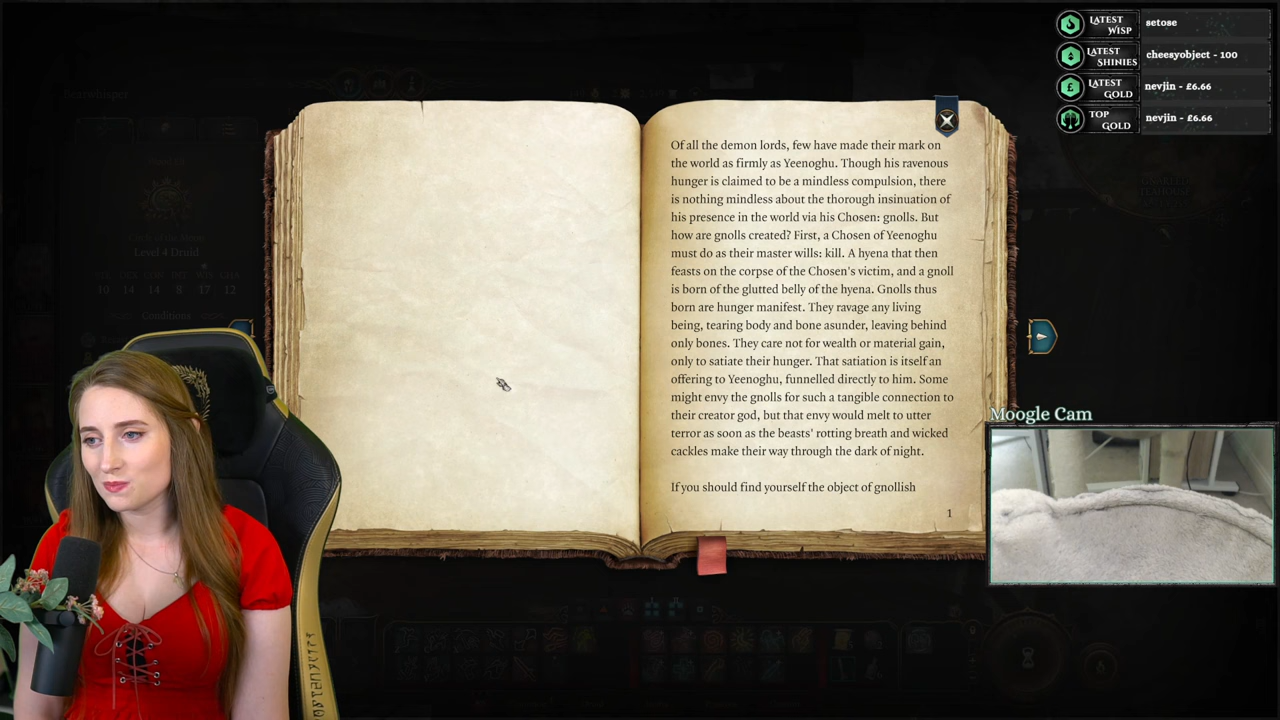 LATEST WISP
setose
LATEST SHINIES
cheesyobject - 100
LATEST GOLD
nevjin - £6.66
TOP GOLD
nevjin - £6.66
Of all the demon lords, few have made their mark on
the world as firmly as Yeenoghu. Though his ravenous
hunger is claimed to be a mindless compulsion, there
is nothing mindless about the thorough insinuation of
his presence in the world via his Chosen: gnolls. But
how are gnolls created? First, a Chosen of Yeenoghu
must do as their master wills: kill. A hyena that then
feasts on the corpse of the Chosen's victim, and a gnoll
is born of the glutted belly of the hyena. Gnolls thus
born are hunger manifest. They ravage any living
being, tearing body and bone asunder, leaving behind
only bones. They care not for wealth or material gain,
only to satiate their hunger. That satiation is itself an
offering to Yeenoghu, funnelled directly to him. Some
might envy the gnolls for such a tangible connection to
their creator god, but that envy would melt to utter
terror as soon as the beasts' rotting breath and wicked
cackles make their way through the dark of night.
If you should find yourself the object of gnollish
1
Level 4 Druid
10 14 14 8 17 12
Conditions
Moogle Cam